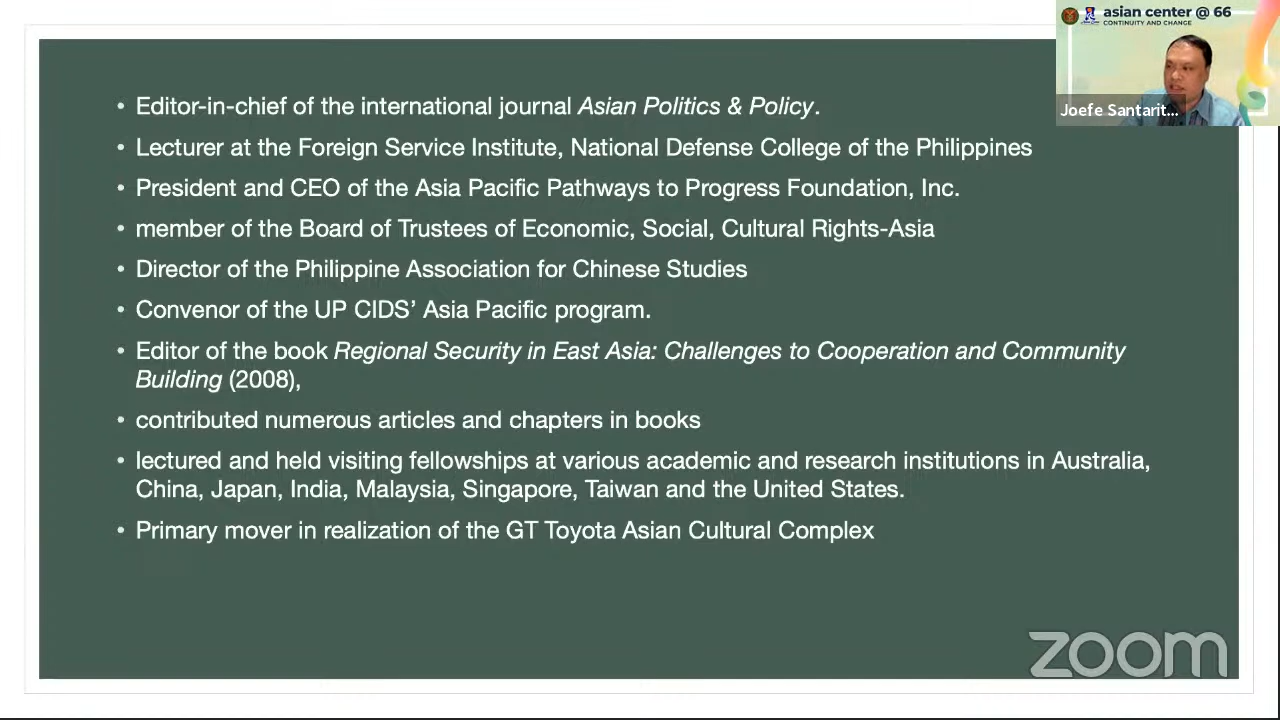 asian center @ 66
CONTINUITY AND CHANGE
Joefe Santarit...
• Editor-in-chief of the international journal Asian Politics & Policy.
• Lecturer at the Foreign Service Institute, National Defense College of the Philippines
• President and CEO of the Asia Pacific Pathways to Progress Foundation, Inc.
• member of the Board of Trustees of Economic, Social, Cultural Rights-Asia
• Director of the Philippine Association for Chinese Studies
• Convenor of the UP CIDS’ Asia Pacific program.
• Editor of the book Regional Security in East Asia: Challenges to Cooperation and Community
Building (2008),
• contributed numerous articles and chapters in books
• lectured and held visiting fellowships at various academic and research institutions in Australia,
China, Japan, India, Malaysia, Singapore, Taiwan and the United States.
• Primary mover in realization of the GT Toyota Asian Cultural Complex
zoom